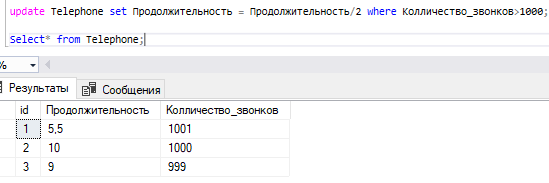 update Telephone set Продолжительность = Продолжительность/2 where Колличество_звонков>1000;
Select* from Telephone;
%
Результаты Сообщения
id Продолжительность Колличество_звонков
1 5,5 1001
2 10 1000
3 9 999